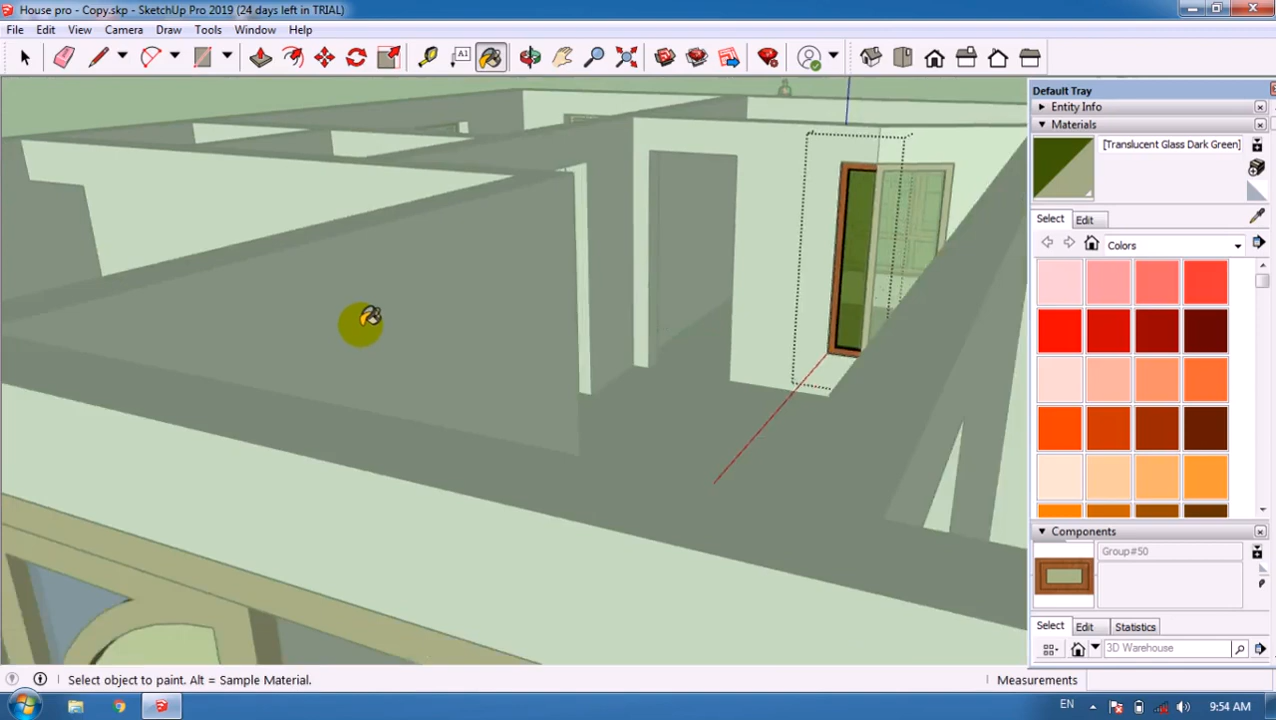 House pro - Copy.skp - SketchUp Pro 2019 (24 days left in TRIAL)
File Edit View Camera Draw Tools Window Help
A1
Default Tray
Entity Info
Materials
[Translucent Glass Dark Green]
Select Edit
Colors
Components
Group#50
Select Edit Statistics
3D Warehouse
Select object to paint. Alt = Sample Material.
Measurements
EN
9:54 AM